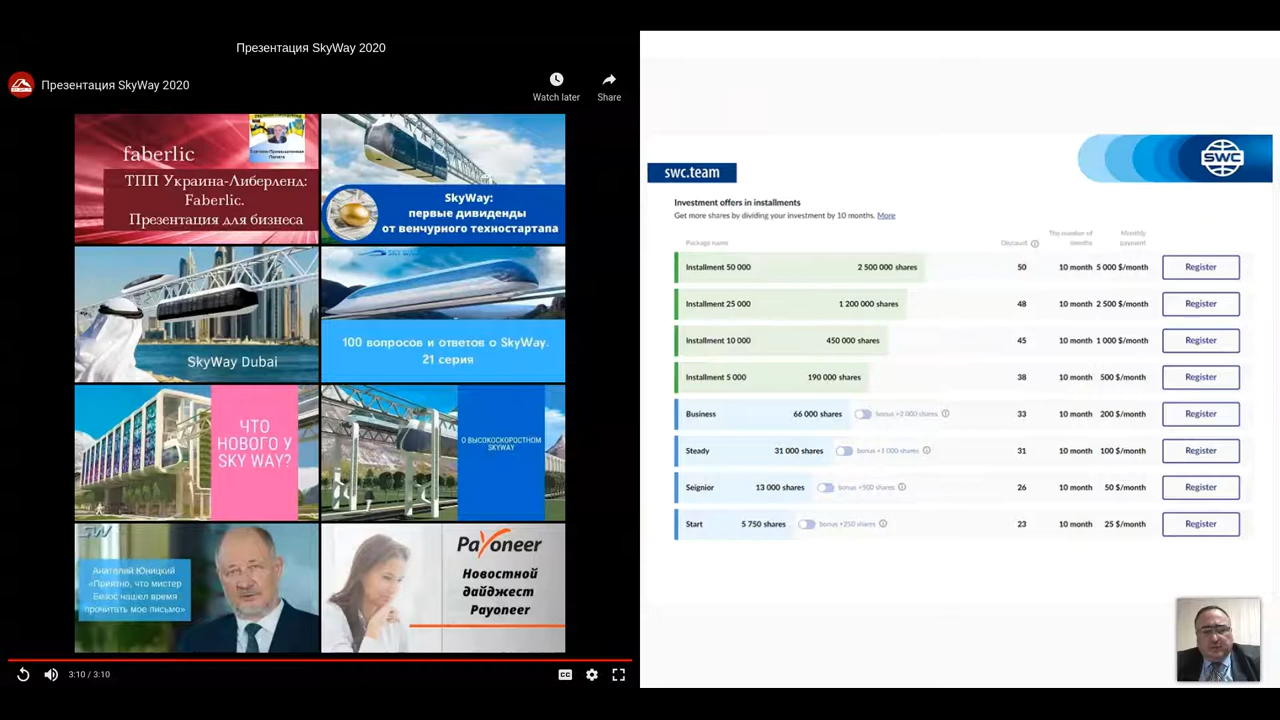 Презентация SkyWay 2020
Презентация SkyWay 2020
Watch later
Share
faberlic
ТПП Украина-Либерленд:
Faberlic.
Презентация для бизнеса
SkyWay:
первые дивиденды
от венчурного техностартапа
SkyWay Dubai
100 вопросов и ответов о SkyWay.
21 серия
ЧТО
НОВОГО У
SKY WAY?
О ВЫСОКОСКОРОСТНОМ
SKYWAY
SW
Анатолий Юницкий
«Приятно, что мистер
Безос нашел время
прочитать мое письмо»
Payoneer
Новостной
дайджест
Payoneer
3:10 / 3:10
CC
swc.team
SWC
Investment offers in installments
Get more shares by dividing your investment by 10 months. More
Package name
Discount
The number of months
Monthly payment
Installment 50 000 2 500 000 shares 50 10 month 5 000 $/month Register
Installment 25 000 1 200 000 shares 48 10 month 2 500 $/month Register
Installment 10 000 450 000 shares 45 10 month 1 000 $/month Register
Installment 5 000 190 000 shares 38 10 month 500 $/month Register
Business 66 000 shares bonus +2 000 shares 33 10 month 200 $/month Register
Steady 31 000 shares bonus +1 000 shares 31 10 month 100 $/month Register
Seignior 13 000 shares bonus +500 shares 26 10 month 50 $/month Register
Start 5 750 shares bonus +250 shares 23 10 month 25 $/month Register